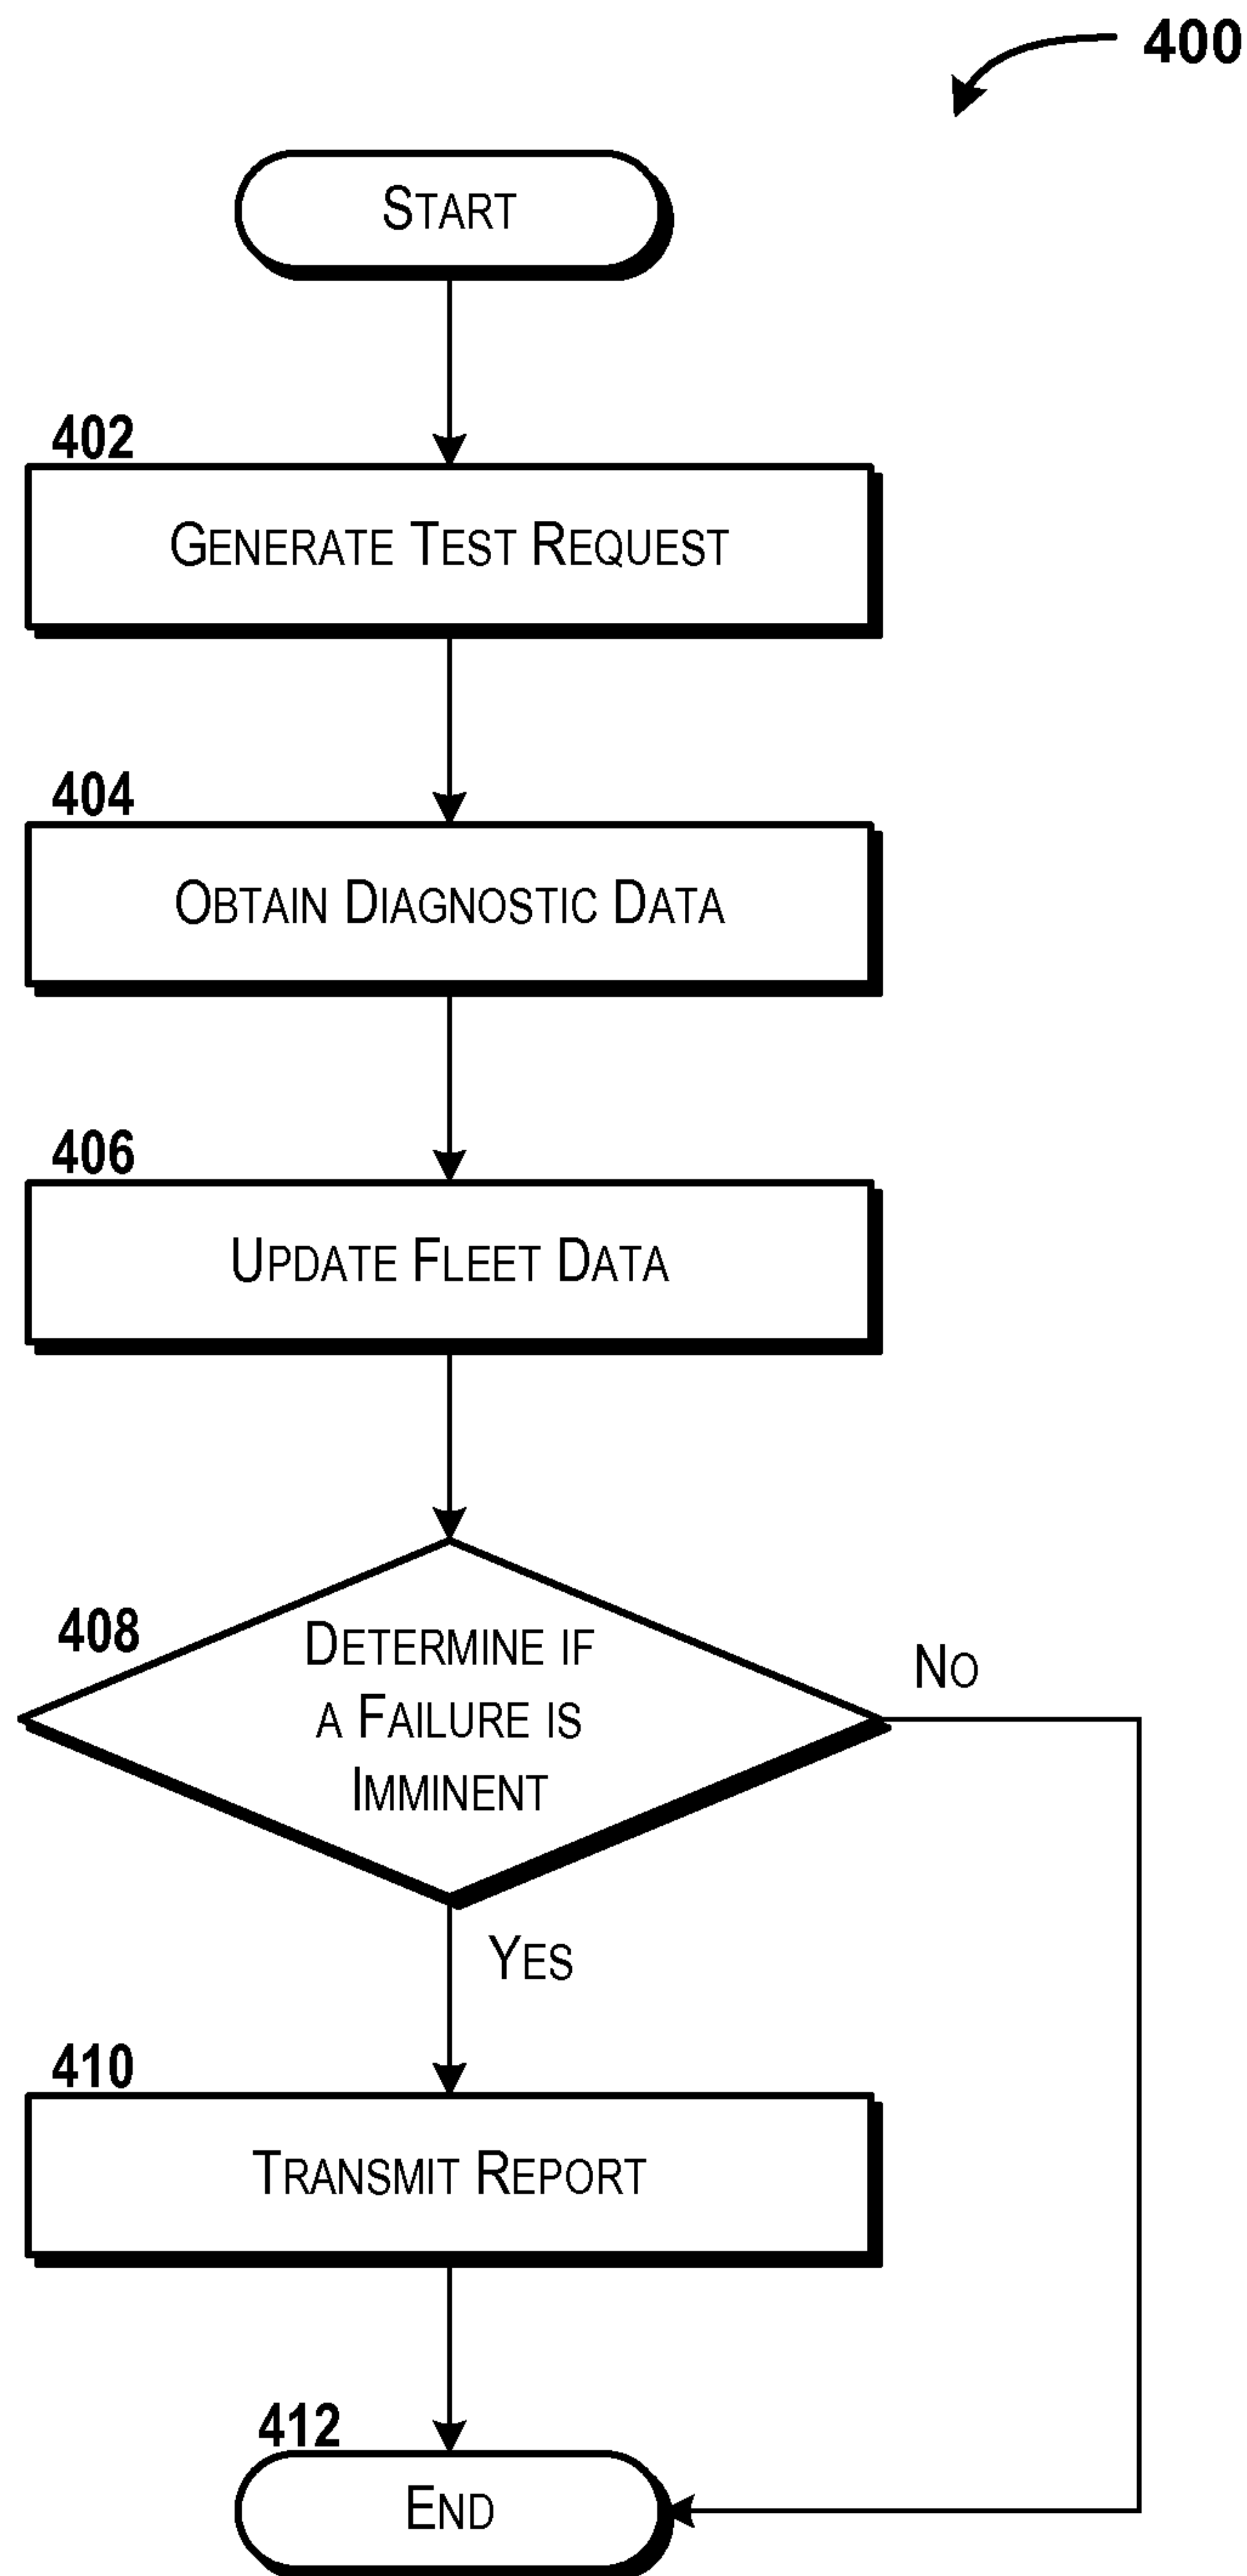 400
START
402
GENERATE TEST REQUEST
404
OBTAIN DIAGNOSTIC DATA
406
UPDATE FLEET DATA
408
DETERMINE IF
A FAILURE IS
IMMINENT
NO
YES
410
TRANSMIT REPORT
412
END